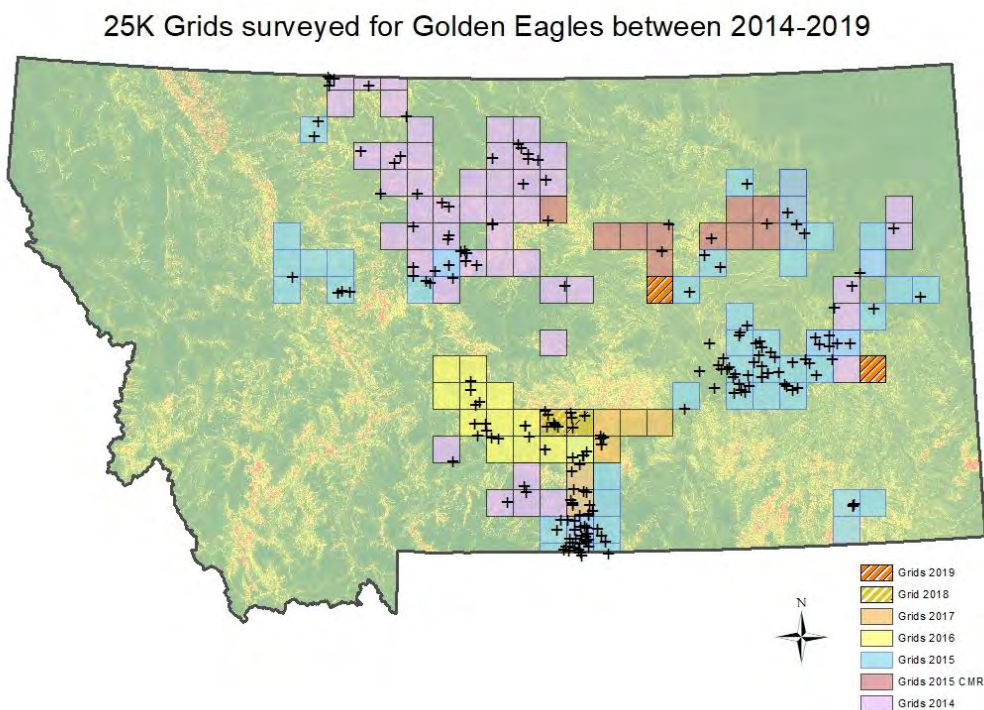 25K Grids surveyed for Golden Eagles between 2014-2019
N
Grids 2019
Grid 2018
Grids 2017
Grids 2016
Grids 2015
Grids 2015 CMR
Grids 2014